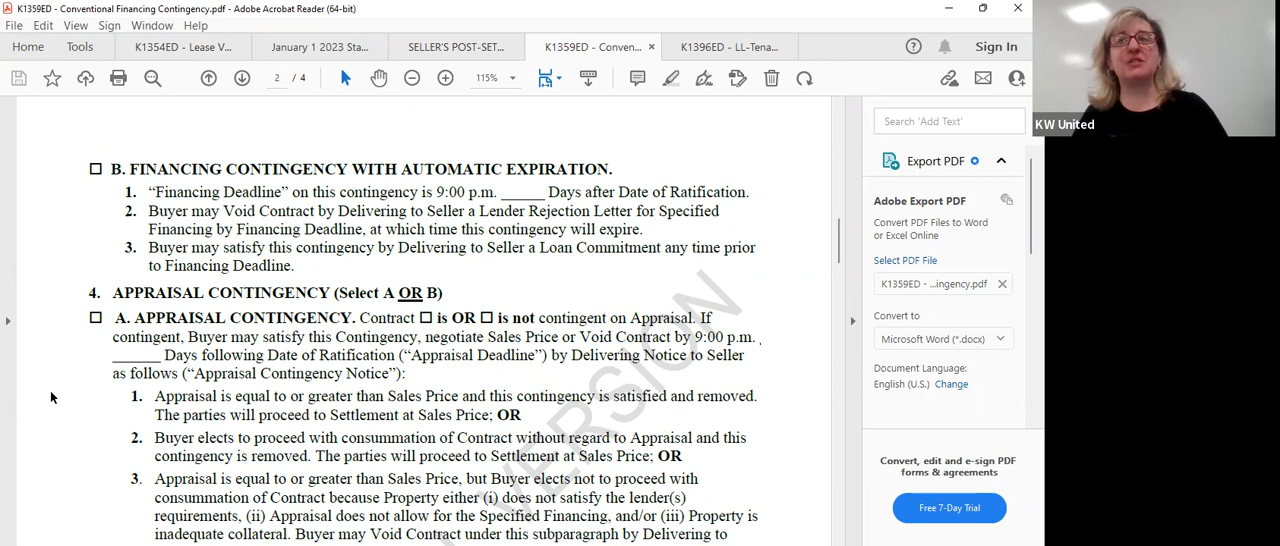 K1359ED - Conventional Financing Contingency.pdf - Adobe Acrobat Reader (64-bit)
File Edit View Sign Window Help
Home Tools K1354ED - Lease V... January 1 2023 Sta... SELLER'S POST-SET... K1359ED - Conven... × K1396ED - LL-Tena... Sign In
2 / 4 115%
KW United
B. FINANCING CONTINGENCY WITH AUTOMATIC EXPIRATION.
1. “Financing Deadline” on this contingency is 9:00 p.m. ______ Days after Date of Ratification.
2. Buyer may Void Contract by Delivering to Seller a Lender Rejection Letter for Specified
Financing by Financing Deadline, at which time this contingency will expire.
3. Buyer may satisfy this contingency by Delivering to Seller a Loan Commitment any time prior
to Financing Deadline.
4. APPRAISAL CONTINGENCY (Select A OR B)
A. APPRAISAL CONTINGENCY. Contract ☐ is OR ☐ is not contingent on Appraisal. If
contingent, Buyer may satisfy this Contingency, negotiate Sales Price or Void Contract by 9:00 p.m.
______ Days following Date of Ratification (“Appraisal Deadline”) by Delivering Notice to Seller
as follows (“Appraisal Contingency Notice”):
1. Appraisal is equal to or greater than Sales Price and this contingency is satisfied and removed.
The parties will proceed to Settlement at Sales Price; OR
2. Buyer elects to proceed with consummation of Contract without regard to Appraisal and this
contingency is removed. The parties will proceed to Settlement at Sales Price; OR
3. Appraisal is equal to or greater than Sales Price, but Buyer elects not to proceed with
consummation of Contract because Property either (i) does not satisfy the lender(s)
requirements, (ii) Appraisal does not allow for the Specified Financing, and/or (iii) Property is
inadequate collateral. Buyer may Void Contract under this subparagraph by Delivering to
VERSION
Search 'Add Text'
Export PDF
Adobe Export PDF
Convert PDF Files to Word
or Excel Online
Select PDF File
K1359ED - ...ingency.pdf ×
Convert to
Microsoft Word (*.docx)
Document Language:
English (U.S.) Change
Convert, edit and e-sign PDF
forms & agreements
Free 7-Day Trial